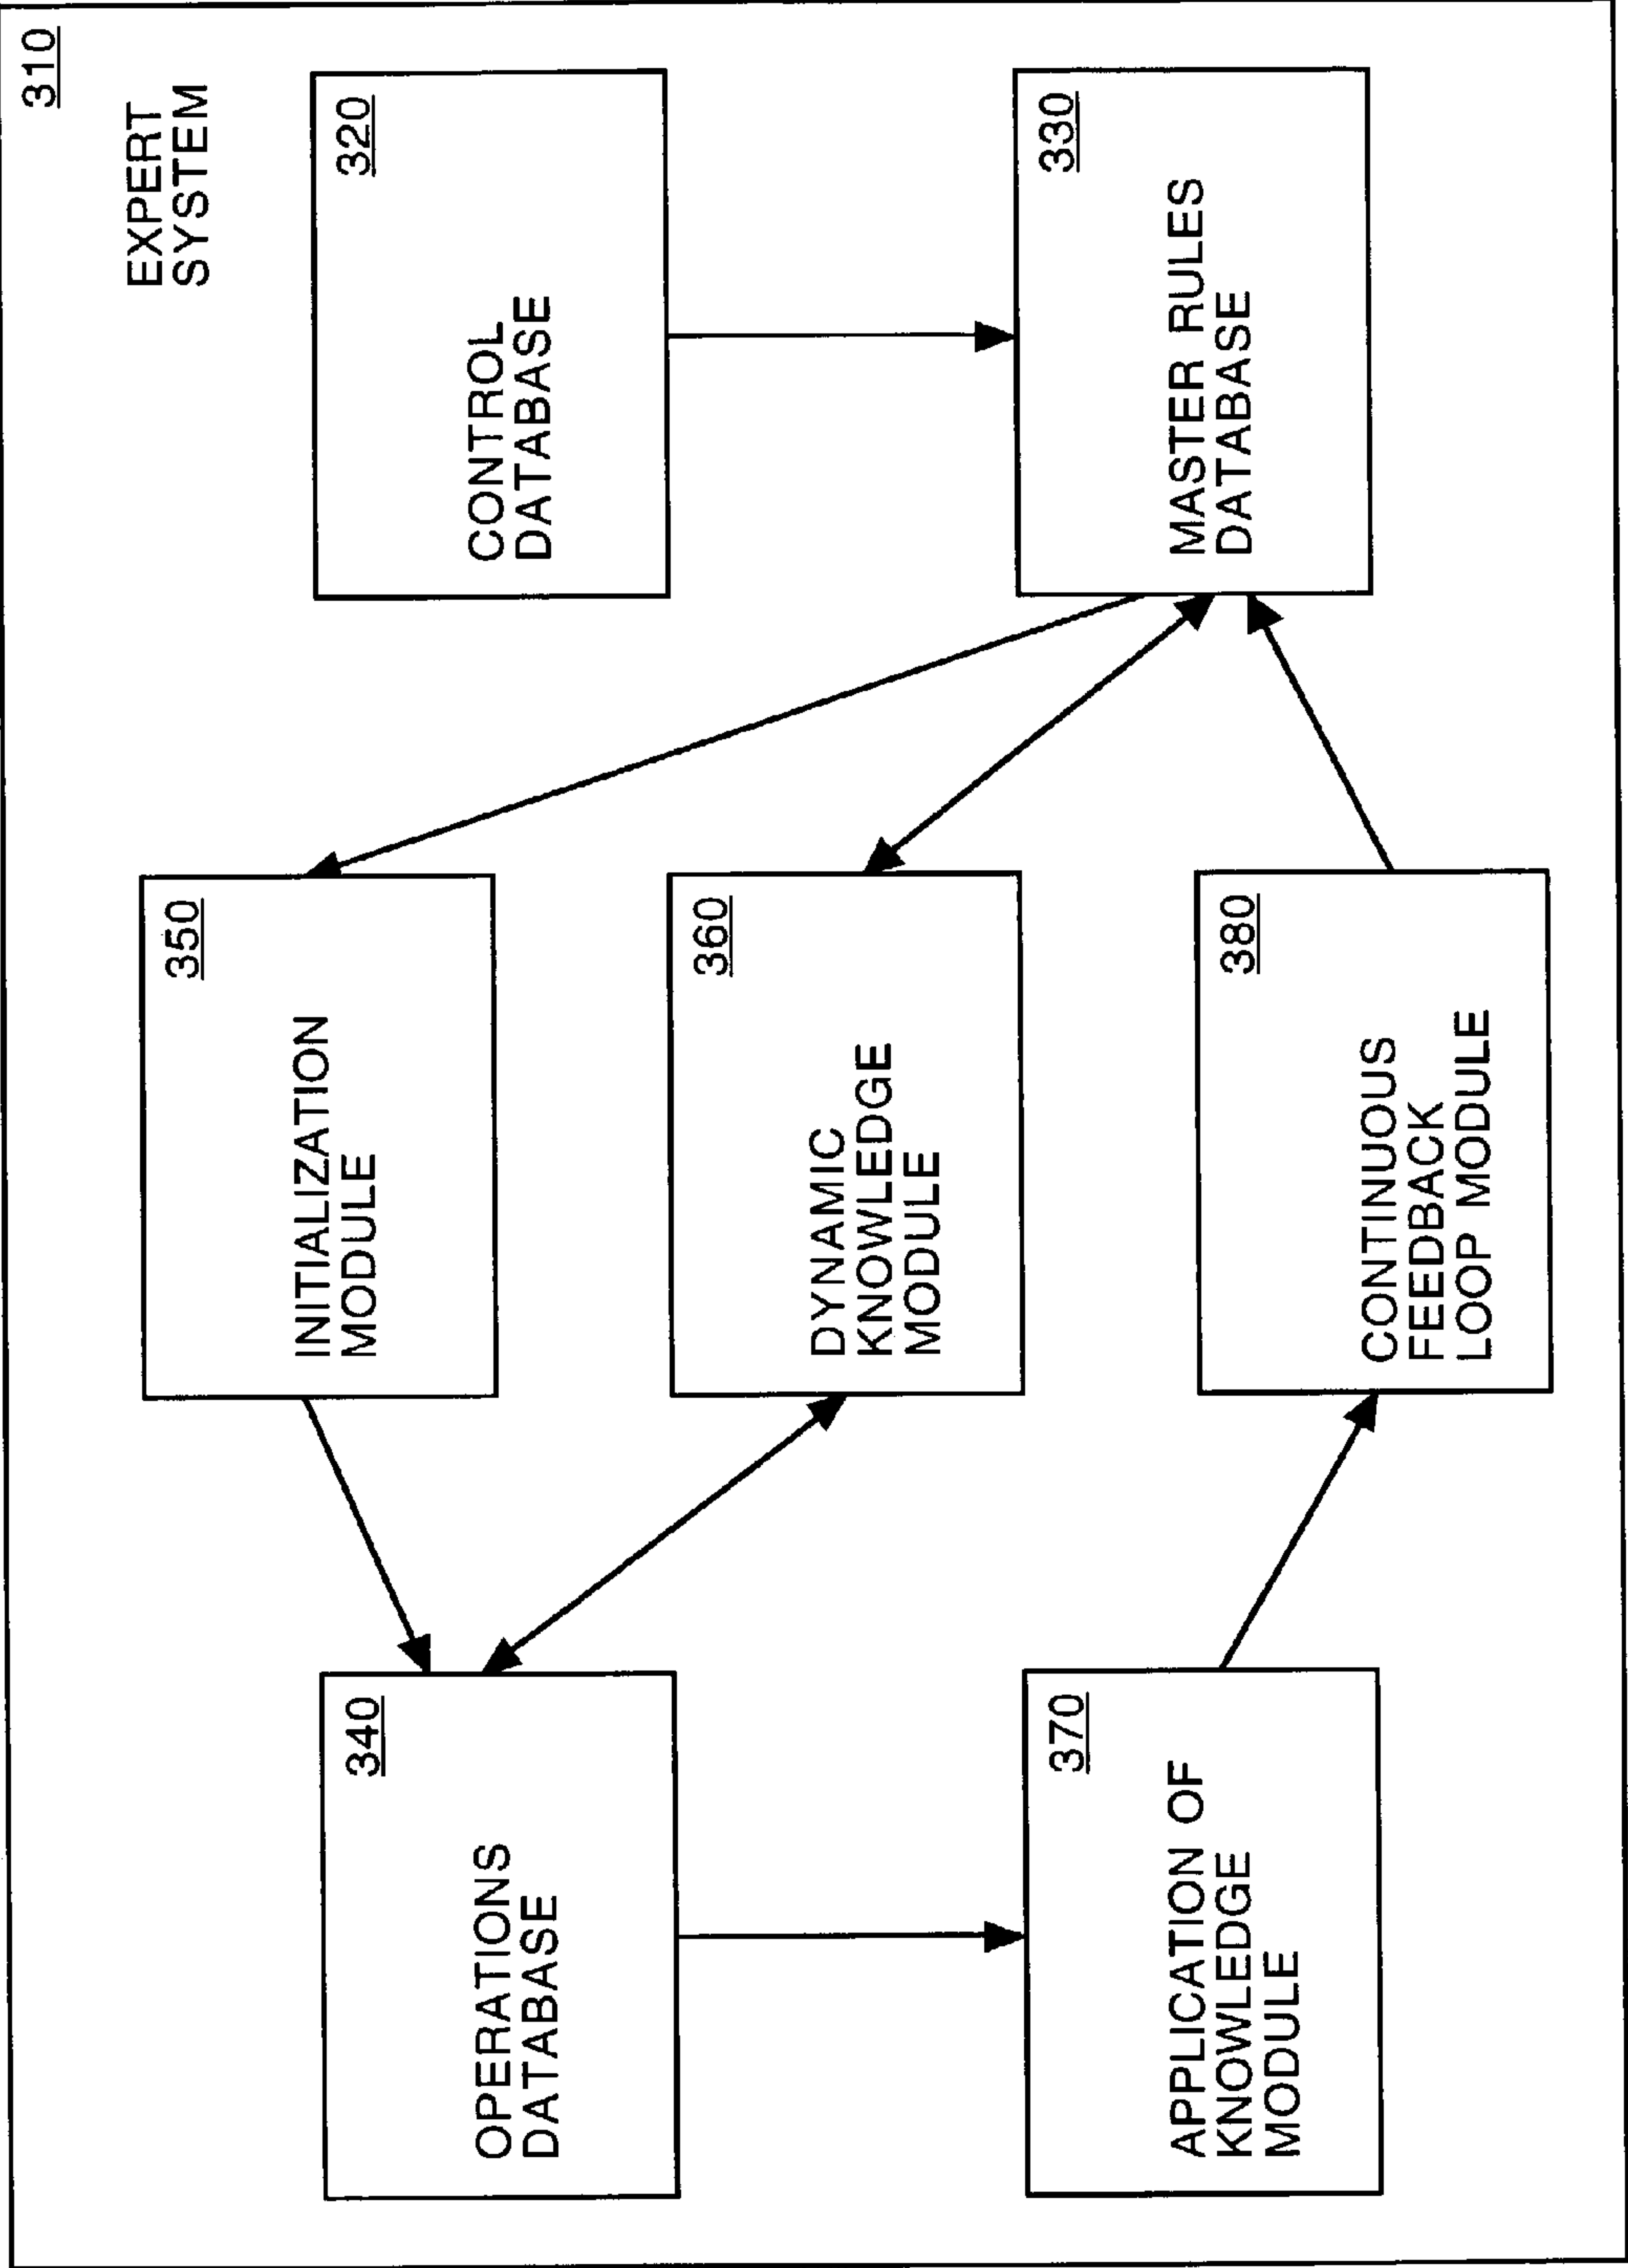 310
EXPERT
SYSTEM
350
INITIALIZATION
MODULE
340
OPERATIONS
DATABASE
320
CONTROL
DATABASE
360
DYNAMIC
KNOWLEDGE
MODULE
370
APPLICATION OF
KNOWLEDGE
MODULE
330
MASTER RULES
DATABASE
380
CONTINUOUS
FEEDBACK
LOOP MODULE